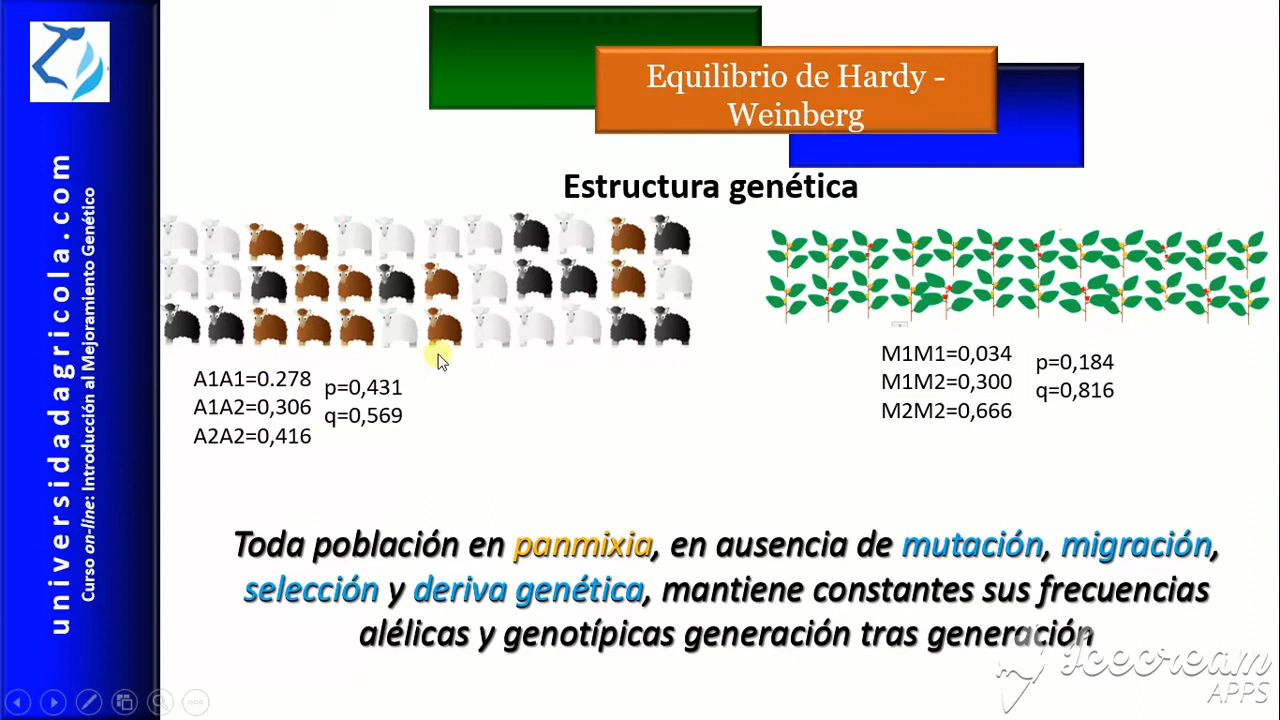 universidadagricola.com
Curso on-line: Introducción al Mejoramiento Genético
Equilibrio de Hardy -
Weinberg
Estructura genética
A1A1=0.278
A1A2=0,306
A2A2=0,416
p=0,431
q=0,569
M1M1=0,034
M1M2=0,300
M2M2=0,666
p=0,184
q=0,816
Toda población en panmixia, en ausencia de mutación, migración,
selección y deriva genética, mantiene constantes sus frecuencias
alélicas y genotípicas generación tras generación
Icecream
APPS